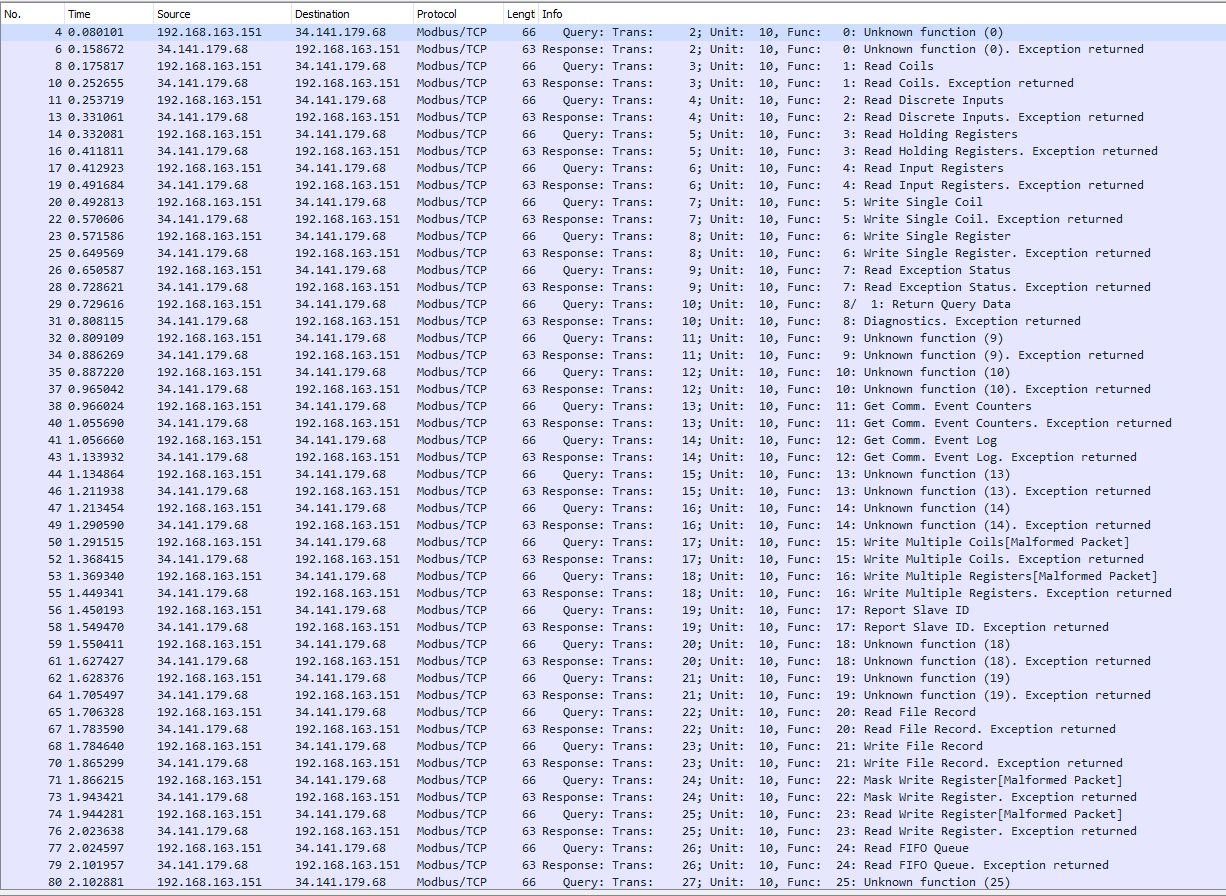 No. Time Source Destination Protocol Lengt Info
4 0.080101 192.168.163.151 34.141.179.68 Modbus/TCP 66 Query: Trans: 2; Unit: 10, Func: 0: Unknown function (0)
6 0.158672 34.141.179.68 192.168.163.151 Modbus/TCP 63 Response: Trans: 2; Unit: 10, Func: 0: Unknown function (0). Exception returned
8 0.175817 192.168.163.151 34.141.179.68 Modbus/TCP 66 Query: Trans: 3; Unit: 10, Func: 1: Read Coils
10 0.252655 34.141.179.68 192.168.163.151 Modbus/TCP 63 Response: Trans: 3; Unit: 10, Func: 1: Read Coils. Exception returned
11 0.253719 192.168.163.151 34.141.179.68 Modbus/TCP 66 Query: Trans: 4; Unit: 10, Func: 2: Read Discrete Inputs
13 0.331061 34.141.179.68 192.168.163.151 Modbus/TCP 63 Response: Trans: 4; Unit: 10, Func: 2: Read Discrete Inputs. Exception returned
14 0.332081 192.168.163.151 34.141.179.68 Modbus/TCP 66 Query: Trans: 5; Unit: 10, Func: 3: Read Holding Registers
16 0.411811 34.141.179.68 192.168.163.151 Modbus/TCP 63 Response: Trans: 5; Unit: 10, Func: 3: Read Holding Registers. Exception returned
17 0.412923 192.168.163.151 34.141.179.68 Modbus/TCP 66 Query: Trans: 6; Unit: 10, Func: 4: Read Input Registers
19 0.491684 34.141.179.68 192.168.163.151 Modbus/TCP 63 Response: Trans: 6; Unit: 10, Func: 4: Read Input Registers. Exception returned
20 0.492813 192.168.163.151 34.141.179.68 Modbus/TCP 66 Query: Trans: 7; Unit: 10, Func: 5: Write Single Coil
22 0.570606 34.141.179.68 192.168.163.151 Modbus/TCP 63 Response: Trans: 7; Unit: 10, Func: 5: Write Single Coil. Exception returned
23 0.571586 192.168.163.151 34.141.179.68 Modbus/TCP 66 Query: Trans: 8; Unit: 10, Func: 6: Write Single Register
25 0.649569 34.141.179.68 192.168.163.151 Modbus/TCP 63 Response: Trans: 8; Unit: 10, Func: 6: Write Single Register. Exception returned
26 0.650587 192.168.163.151 34.141.179.68 Modbus/TCP 66 Query: Trans: 9; Unit: 10, Func: 7: Read Exception Status
28 0.728621 34.141.179.68 192.168.163.151 Modbus/TCP 63 Response: Trans: 9; Unit: 10, Func: 7: Read Exception Status. Exception returned
29 0.729616 192.168.163.151 34.141.179.68 Modbus/TCP 66 Query: Trans: 10; Unit: 10, Func: 8/ 1: Return Query Data
31 0.808115 34.141.179.68 192.168.163.151 Modbus/TCP 63 Response: Trans: 10; Unit: 10, Func: 8: Diagnostics. Exception returned
32 0.809109 192.168.163.151 34.141.179.68 Modbus/TCP 66 Query: Trans: 11; Unit: 10, Func: 9: Unknown function (9)
34 0.886269 34.141.179.68 192.168.163.151 Modbus/TCP 63 Response: Trans: 11; Unit: 10, Func: 9: Unknown function (9). Exception returned
35 0.887220 192.168.163.151 34.141.179.68 Modbus/TCP 66 Query: Trans: 12; Unit: 10, Func: 10: Unknown function (10)
37 0.965042 34.141.179.68 192.168.163.151 Modbus/TCP 63 Response: Trans: 12; Unit: 10, Func: 10: Unknown function (10). Exception returned
38 0.966024 192.168.163.151 34.141.179.68 Modbus/TCP 66 Query: Trans: 13; Unit: 10, Func: 11: Get Comm. Event Counters
40 1.055690 34.141.179.68 192.168.163.151 Modbus/TCP 63 Response: Trans: 13; Unit: 10, Func: 11: Get Comm. Event Counters. Exception returned
41 1.056660 192.168.163.151 34.141.179.68 Modbus/TCP 66 Query: Trans: 14; Unit: 10, Func: 12: Get Comm. Event Log
43 1.133932 34.141.179.68 192.168.163.151 Modbus/TCP 63 Response: Trans: 14; Unit: 10, Func: 12: Get Comm. Event Log. Exception returned
44 1.134864 192.168.163.151 34.141.179.68 Modbus/TCP 66 Query: Trans: 15; Unit: 10, Func: 13: Unknown function (13)
46 1.211938 34.141.179.68 192.168.163.151 Modbus/TCP 63 Response: Trans: 15; Unit: 10, Func: 13: Unknown function (13). Exception returned
47 1.213454 192.168.163.151 34.141.179.68 Modbus/TCP 66 Query: Trans: 16; Unit: 10, Func: 14: Unknown function (14)
49 1.290590 34.141.179.68 192.168.163.151 Modbus/TCP 63 Response: Trans: 16; Unit: 10, Func: 14: Unknown function (14). Exception returned
50 1.291515 192.168.163.151 34.141.179.68 Modbus/TCP 66 Query: Trans: 17; Unit: 10, Func: 15: Write Multiple Coils[Malformed Packet]
52 1.368415 34.141.179.68 192.168.163.151 Modbus/TCP 63 Response: Trans: 17; Unit: 10, Func: 15: Write Multiple Coils. Exception returned
53 1.369340 192.168.163.151 34.141.179.68 Modbus/TCP 66 Query: Trans: 18; Unit: 10, Func: 16: Write Multiple Registers[Malformed Packet]
55 1.449341 34.141.179.68 192.168.163.151 Modbus/TCP 63 Response: Trans: 18; Unit: 10, Func: 16: Write Multiple Registers. Exception returned
56 1.450193 192.168.163.151 34.141.179.68 Modbus/TCP 66 Query: Trans: 19; Unit: 10, Func: 17: Report Slave ID
58 1.549470 34.141.179.68 192.168.163.151 Modbus/TCP 63 Response: Trans: 19; Unit: 10, Func: 17: Report Slave ID. Exception returned
59 1.550411 192.168.163.151 34.141.179.68 Modbus/TCP 66 Query: Trans: 20; Unit: 10, Func: 18: Unknown function (18)
61 1.627427 34.141.179.68 192.168.163.151 Modbus/TCP 63 Response: Trans: 20; Unit: 10, Func: 18: Unknown function (18). Exception returned
62 1.628376 192.168.163.151 34.141.179.68 Modbus/TCP 66 Query: Trans: 21; Unit: 10, Func: 19: Unknown function (19)
64 1.705497 34.141.179.68 192.168.163.151 Modbus/TCP 63 Response: Trans: 21; Unit: 10, Func: 19: Unknown function (19). Exception returned
65 1.706328 192.168.163.151 34.141.179.68 Modbus/TCP 66 Query: Trans: 22; Unit: 10, Func: 20: Read File Record
67 1.783590 34.141.179.68 192.168.163.151 Modbus/TCP 63 Response: Trans: 22; Unit: 10, Func: 20: Read File Record. Exception returned
68 1.784640 192.168.163.151 34.141.179.68 Modbus/TCP 66 Query: Trans: 23; Unit: 10, Func: 21: Write File Record
70 1.865299 34.141.179.68 192.168.163.151 Modbus/TCP 63 Response: Trans: 23; Unit: 10, Func: 21: Write File Record. Exception returned
71 1.866215 192.168.163.151 34.141.179.68 Modbus/TCP 66 Query: Trans: 24; Unit: 10, Func: 22: Mask Write Register[Malformed Packet]
73 1.943421 34.141.179.68 192.168.163.151 Modbus/TCP 63 Response: Trans: 24; Unit: 10, Func: 22: Mask Write Register. Exception returned
74 1.944281 192.168.163.151 34.141.179.68 Modbus/TCP 66 Query: Trans: 25; Unit: 10, Func: 23: Read Write Register[Malformed Packet]
76 2.023638 34.141.179.68 192.168.163.151 Modbus/TCP 63 Response: Trans: 25; Unit: 10, Func: 23: Read Write Register. Exception returned
77 2.024597 192.168.163.151 34.141.179.68 Modbus/TCP 66 Query: Trans: 26; Unit: 10, Func: 24: Read FIFO Queue
79 2.101957 34.141.179.68 192.168.163.151 Modbus/TCP 63 Response: Trans: 26; Unit: 10, Func: 24: Read FIFO Queue. Exception returned
80 2.102881 192.168.163.151 34.141.179.68 Modbus/TCP 66 Query: Trans: 27; Unit: 10, Func: 25: Unknown function (25)